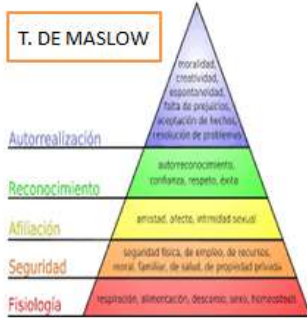 T. DE MASLOW
moralidad,
creatividad,
espontaneidad,
falta de prejuicios,
aceptación de hechos,
resolución de problemas
Autorrealización
autorreconocimiento,
confianza, respeto, éxito
Reconocimiento
amistad, afecto, intimidad sexual
Afiliación
seguridad física, de empleo, de recursos,
moral, familiar, de salud, de propiedad privada
Seguridad
respiración, alimentación, descanso, sexo, homeostasis
Fisiología